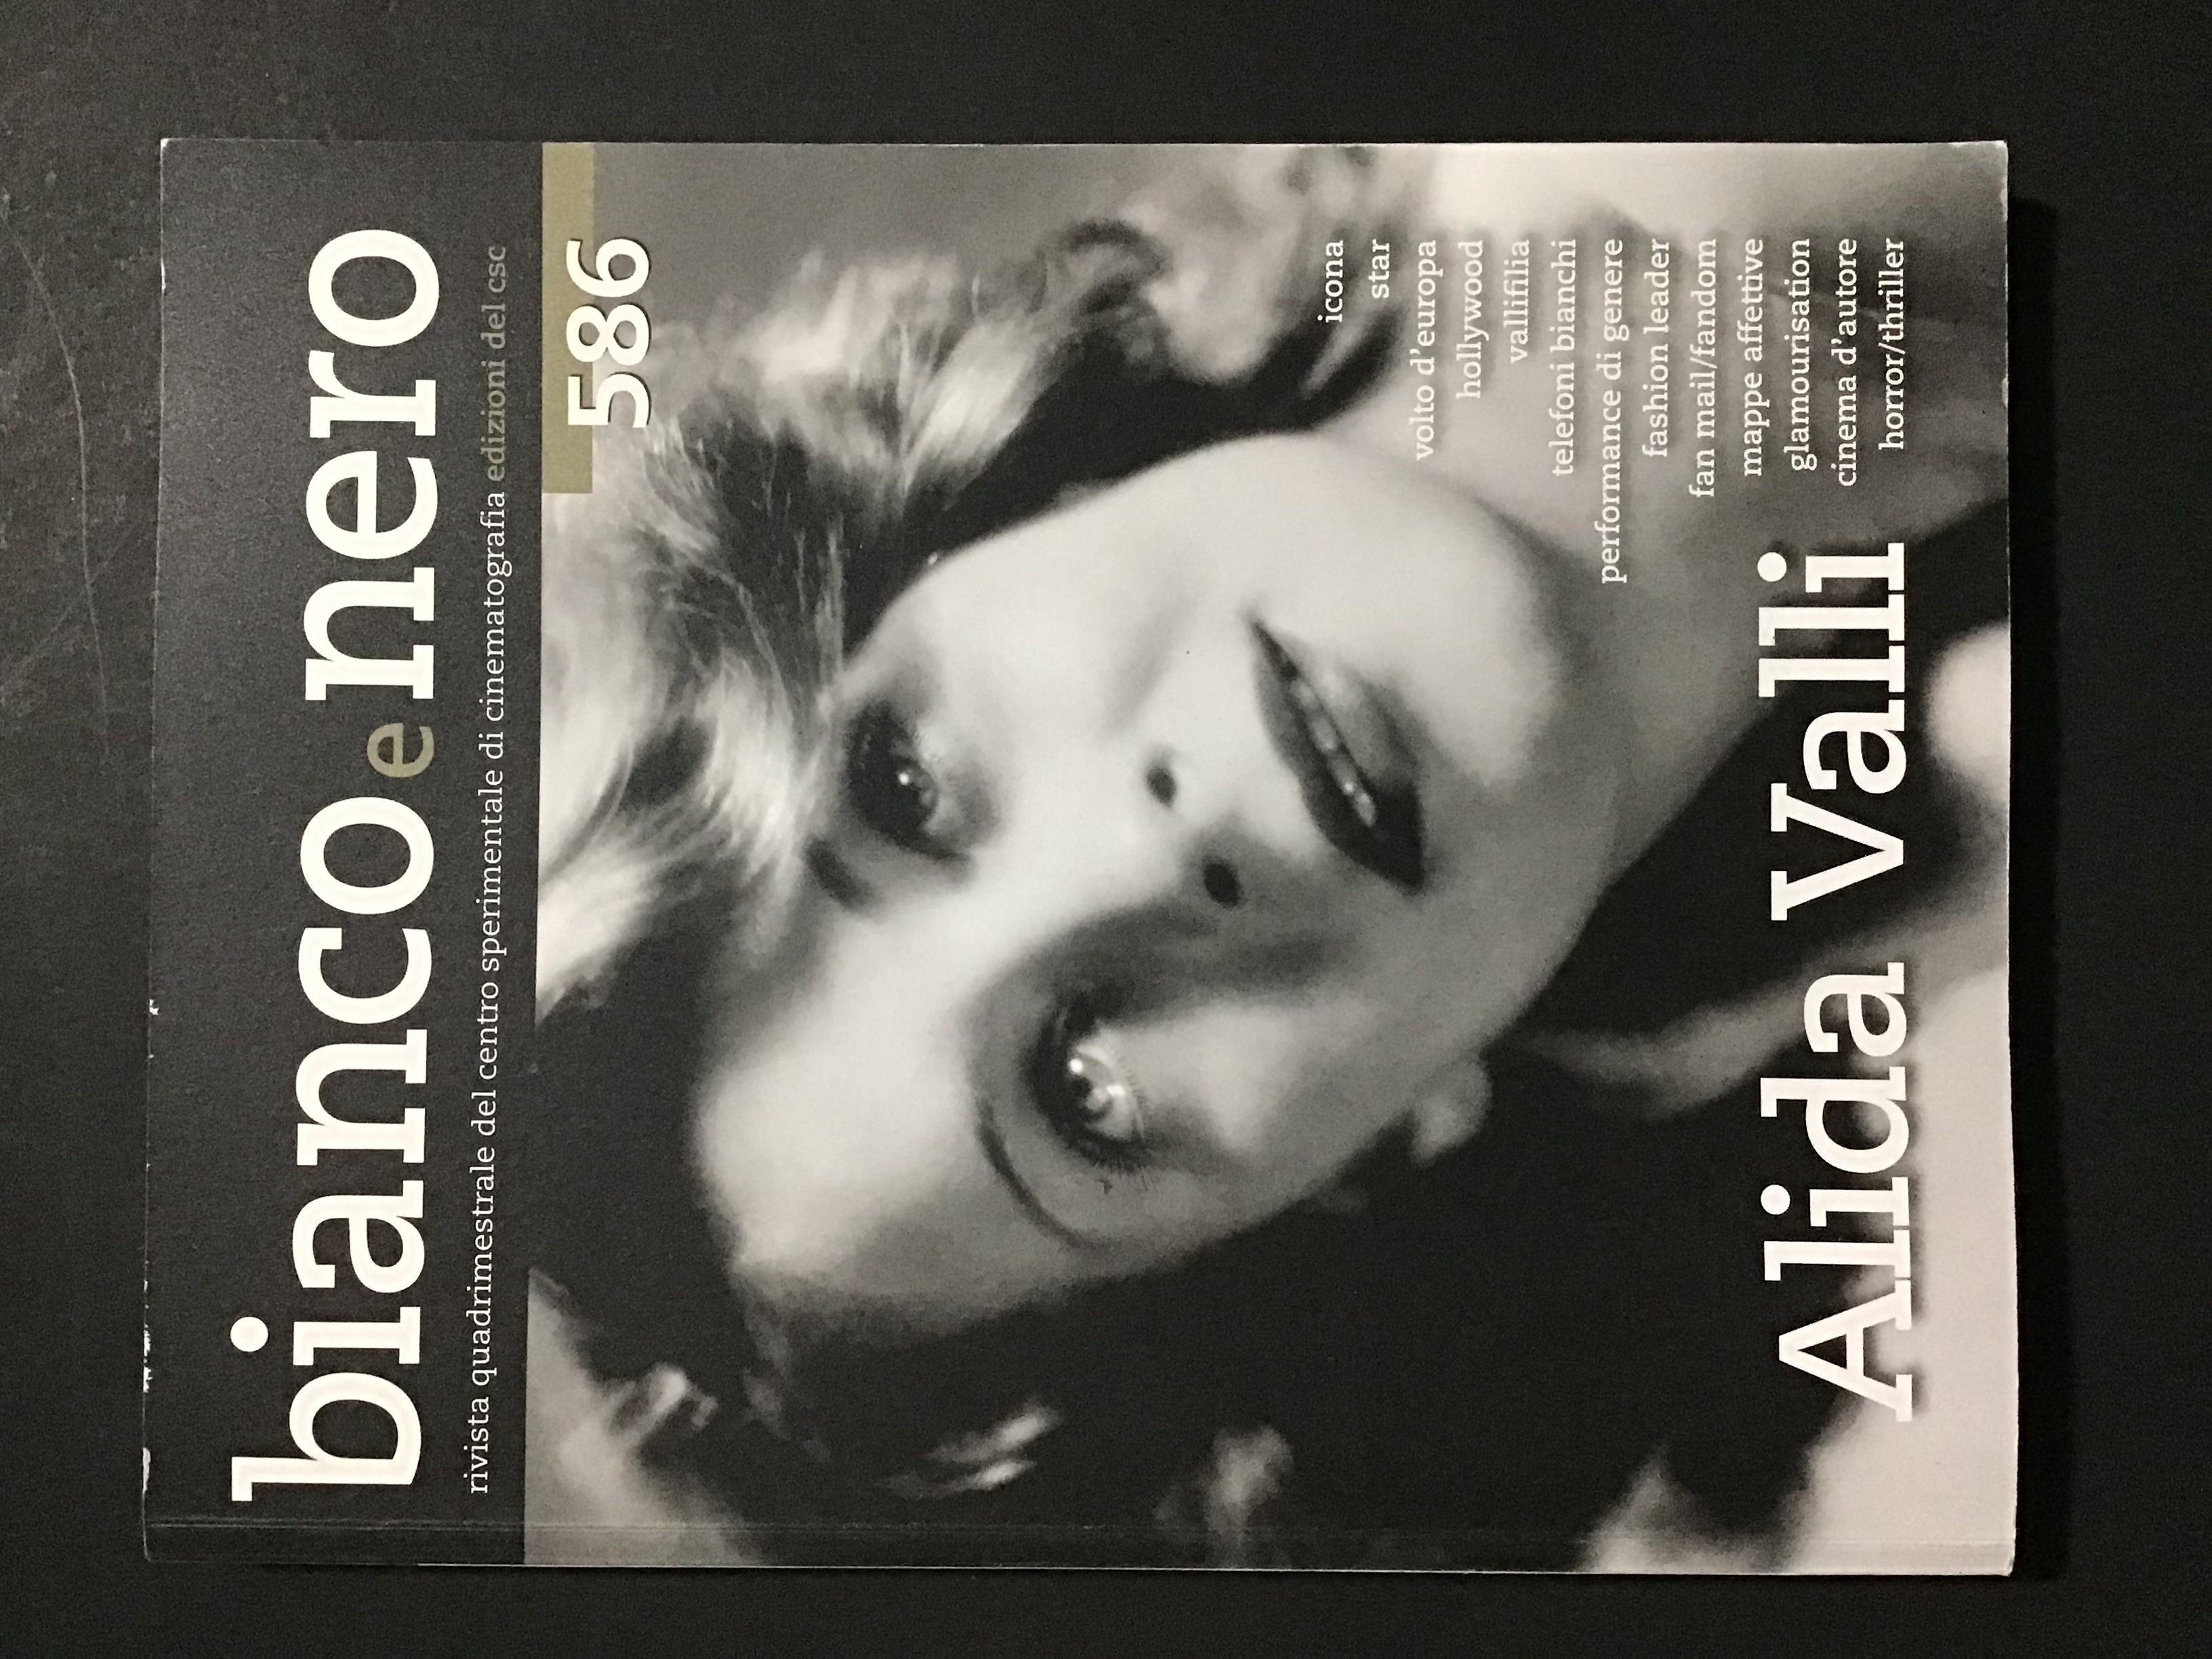 bianco e nero
rivista quadrimestrale del centro sperimentale di cinematografia edizioni del csc
586
icona
star
volto d'europa
hollywood
vallifilia
telefoni bianchi
performance di genere
fashion leader
fan mail/fandom
mappe affettive
glamourisation
cinema d'autore
horror/thriller
Alida Valli